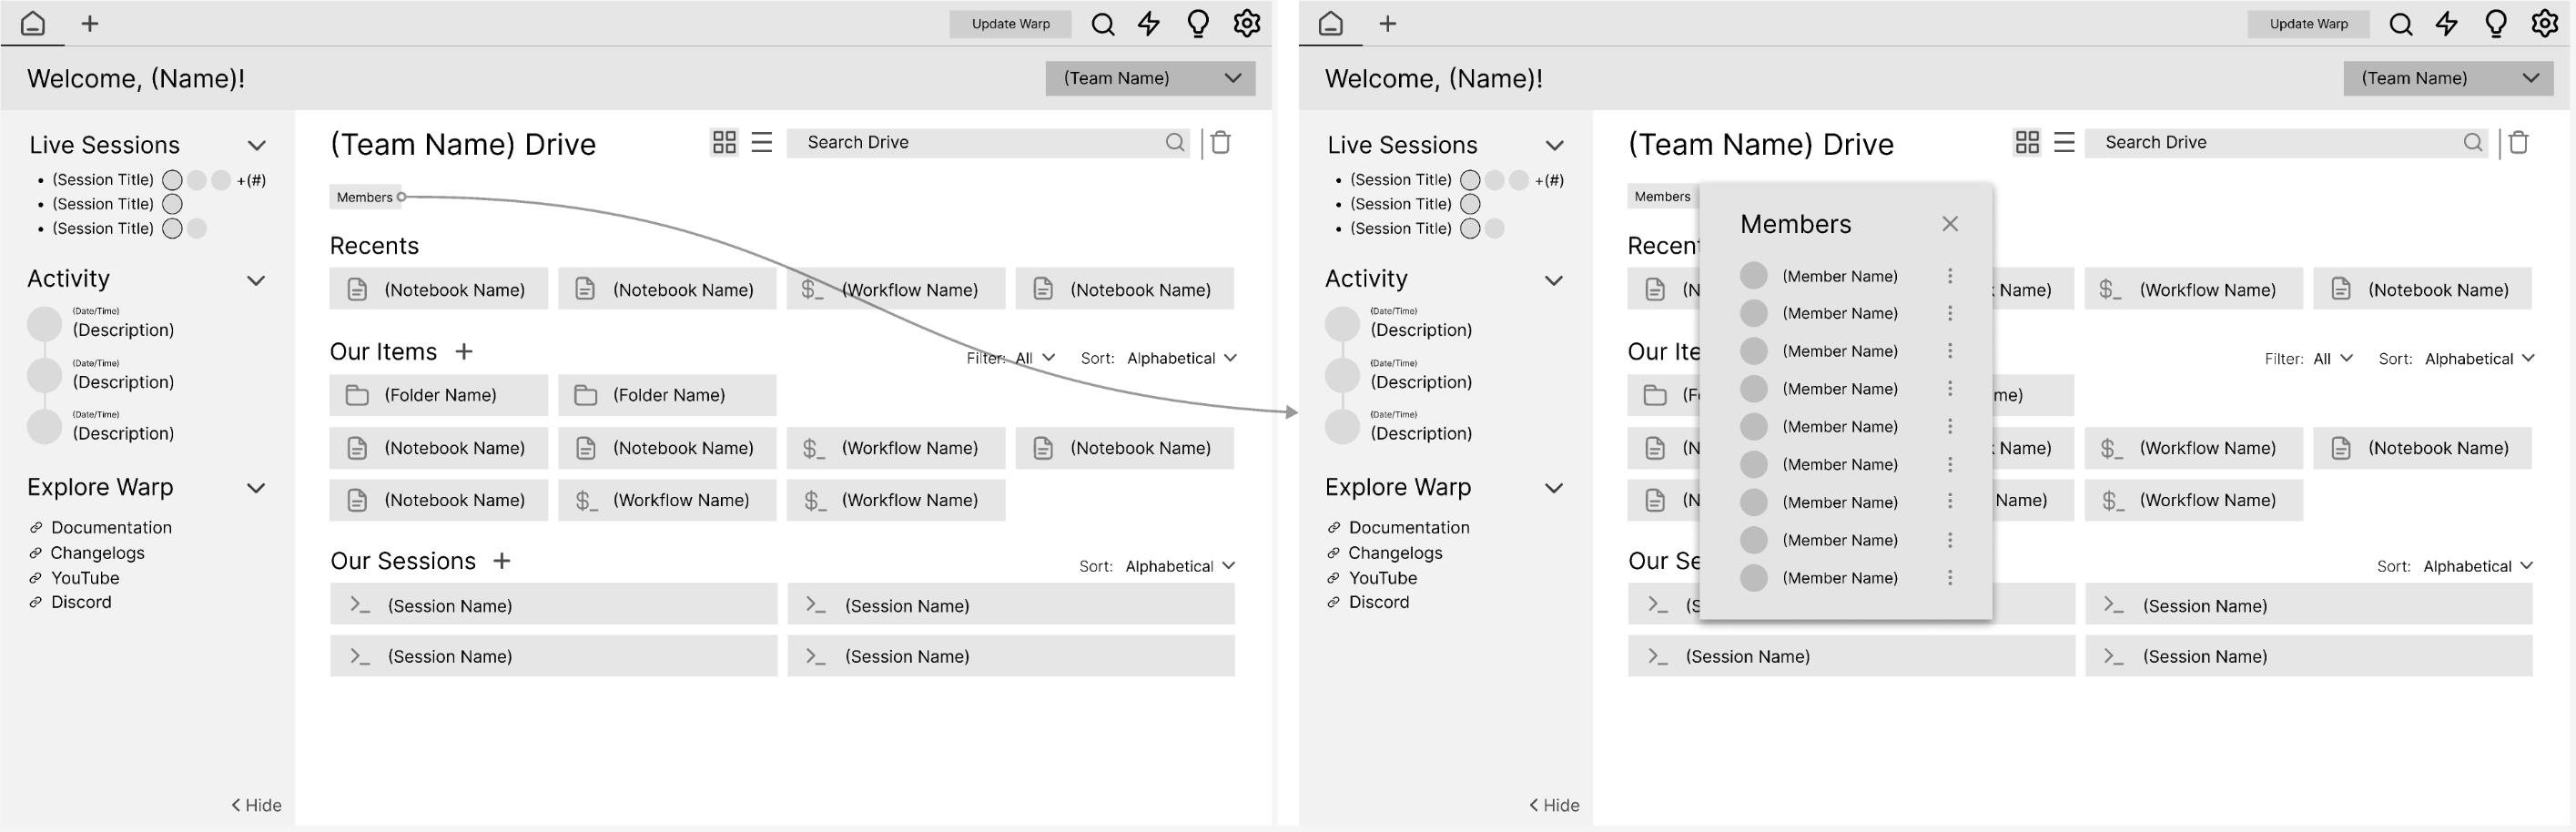 Update Warp
Welcome, (Name)!
(Team Name)
Live Sessions
• (Session Title) +(#)
• (Session Title)
• (Session Title)
Activity
(Date/Time)
(Description)
(Date/Time)
(Description)
(Date/Time)
(Description)
Explore Warp
Documentation
Changelogs
YouTube
Discord
< Hide
(Team Name) Drive
Search Drive
Members
Recents
(Notebook Name) (Notebook Name) $_ (Workflow Name) (Notebook Name)
Our Items +
Filter: All Sort: Alphabetical
(Folder Name) (Folder Name)
(Notebook Name) (Notebook Name) $_ (Workflow Name) (Notebook Name)
(Notebook Name) $_ (Workflow Name) $_ (Workflow Name)
Our Sessions +
Sort: Alphabetical
>_ (Session Name) >_ (Session Name)
>_ (Session Name) >_ (Session Name)
Update Warp
Welcome, (Name)!
(Team Name)
Live Sessions
• (Session Title) +(#)
• (Session Title)
• (Session Title)
Activity
(Date/Time)
(Description)
(Date/Time)
(Description)
(Date/Time)
(Description)
Explore Warp
Documentation
Changelogs
YouTube
Discord
< Hide
(Team Name) Drive
Search Drive
Members
Members
(Member Name)
(Member Name)
(Member Name)
(Member Name)
(Member Name)
(Member Name)
(Member Name)
(Member Name)
(Member Name)
Recen
(N Name) $_ (Workflow Name) (Notebook Name)
Our Ite
Filter: All Sort: Alphabetical
(F me)
(N Name) $_ (Workflow Name) (Notebook Name)
(N Name) $_ (Workflow Name)
Our Se
Sort: Alphabetical
>_ (S >_ (Session Name)
>_ (Session Name) >_ (Session Name)